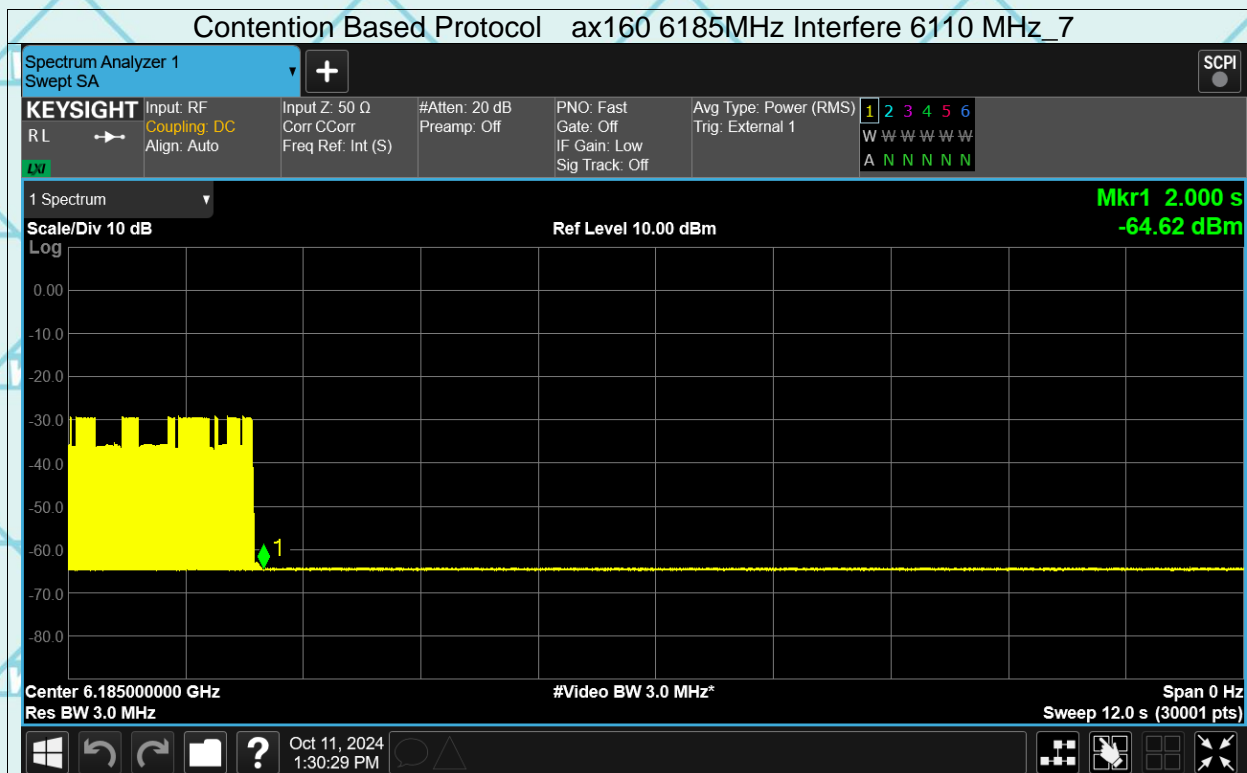 Contention Based Protocol ax160 6185MHz Interfere 6110 MHz_7
Spectrum Analyzer 1
Swept SA
SCPI
KEYSIGHT Input: RF Input Z: 50 Ω #Atten: 20 dB PNO: Fast Avg Type: Power (RMS) 1 2 3 4 5 6
RL Coupling: DC Corr CCorr Preamp: Off Gate: Off Trig: External 1 W W W W W W
Align: Auto Freq Ref: Int (S) IF Gain: Low A N N N N N
LXI Sig Track: Off
1 Spectrum Mkr1 2.000 s
Scale/Div 10 dB Ref Level 10.00 dBm -64.62 dBm
Log
0.00
-10.0
-20.0
-30.0
-40.0
-50.0
-60.0
1
-70.0
-80.0
Center 6.185000000 GHz #Video BW 3.0 MHz* Span 0 Hz
Res BW 3.0 MHz Sweep 12.0 s (30001 pts)
? Oct 11, 2024
1:30:29 PM